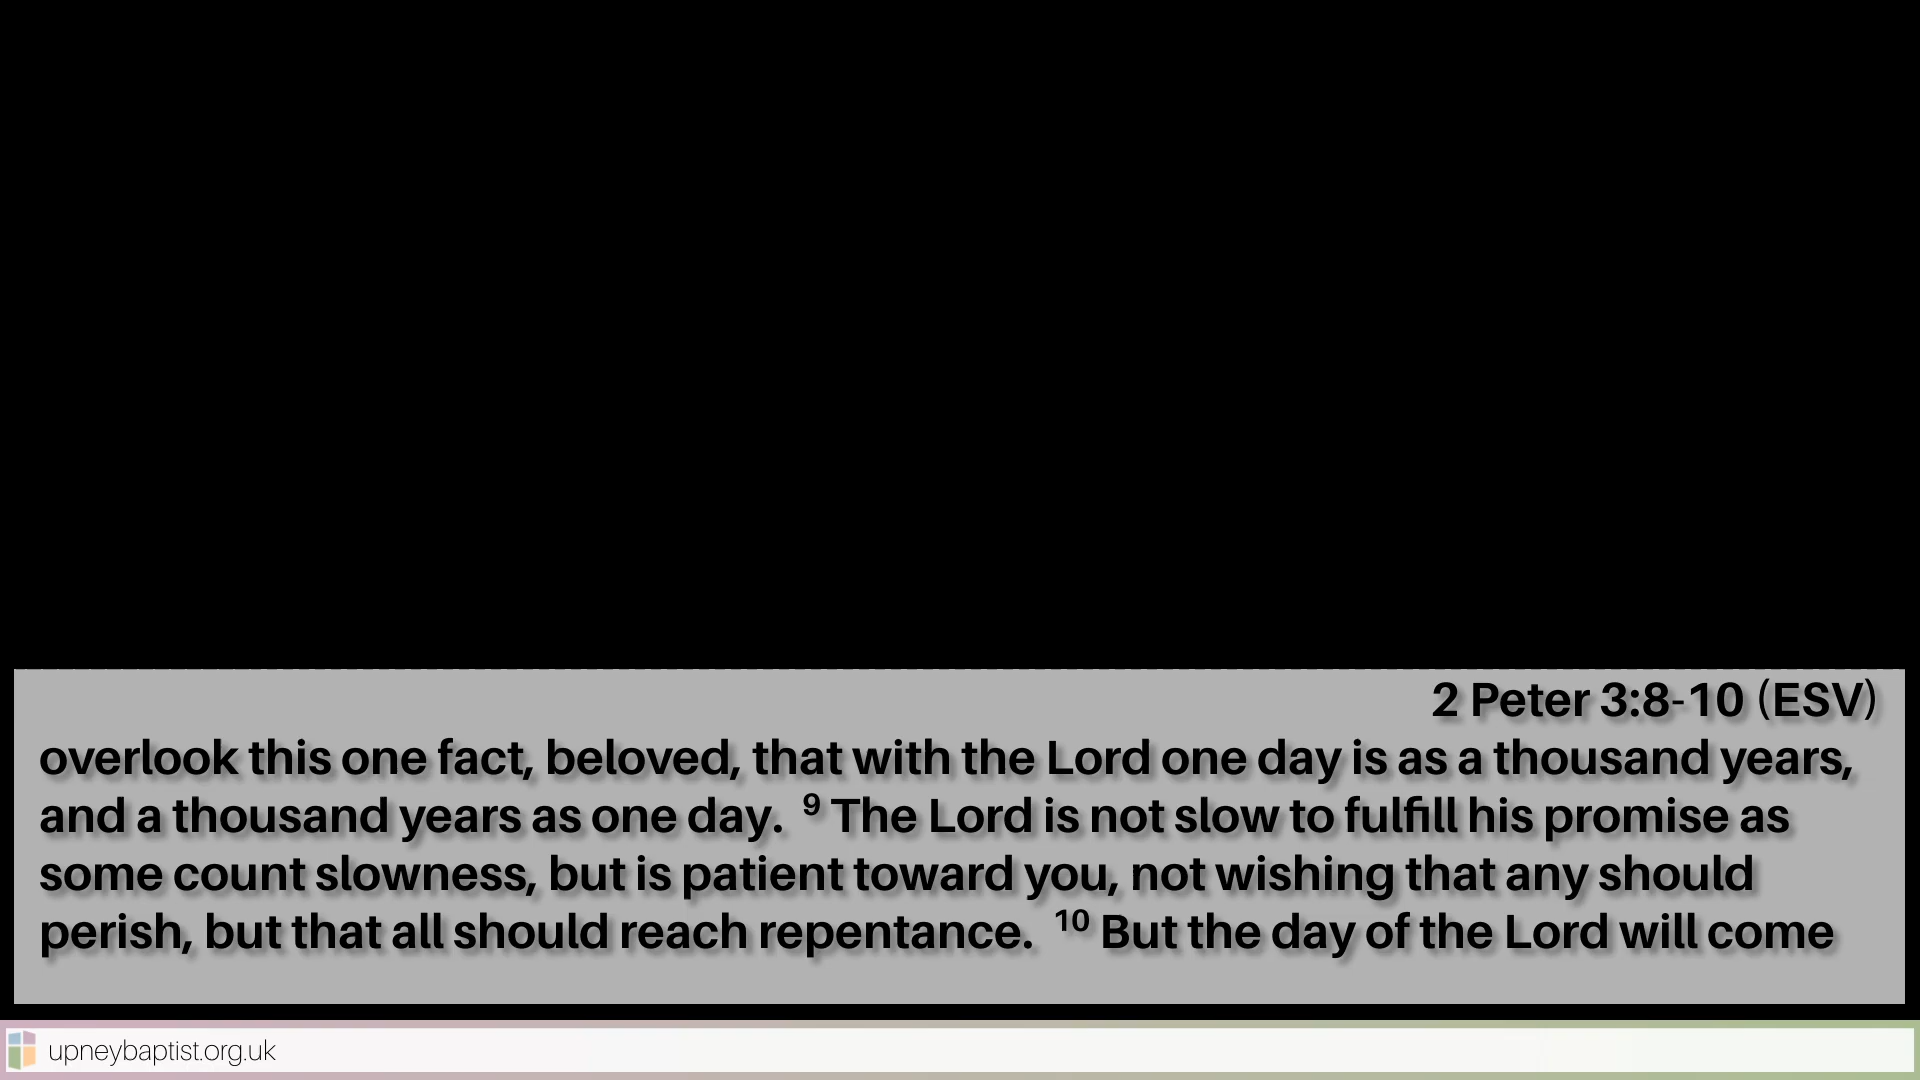 2 Peter 3:8-10 (ESV)
overlook this one fact, beloved, that with the Lord one day is as a thousand years,
and a thousand years as one day. 9 The Lord is not slow to fulfill his promise as
some count slowness, but is patient toward you, not wishing that any should
perish, but that all should reach repentance. 10 But the day of the Lord will come
upneybaptist.org.uk